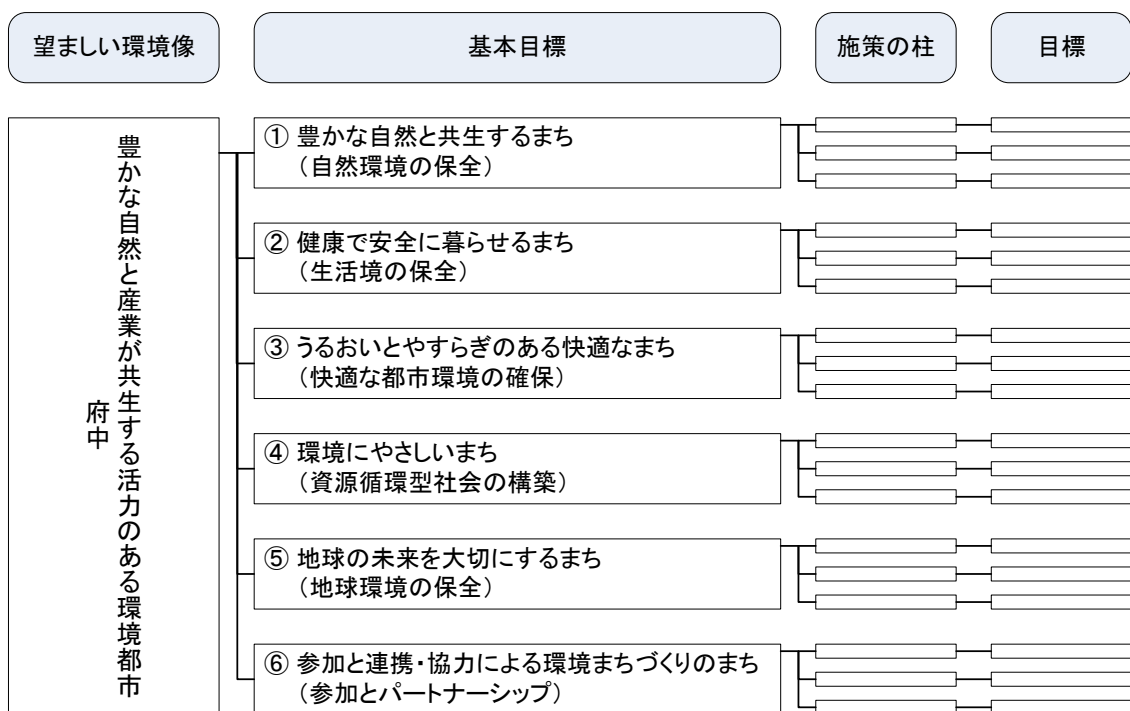 望ましい環境像
基本目標
施策の柱
目標
豊かな自然と産業が共生する活力のある環境都市
府中
① 豊かな自然と共生するまち
（自然環境の保全）
② 健康で安全に暮らせるまち
（生活境の保全）
③ うるおいとやすらぎのある快適なまち
（快適な都市環境の確保）
④ 環境にやさしいまち
（資源循環型社会の構築）
⑤ 地球の未来を大切にするまち
（地球環境の保全）
⑥ 参加と連携・協力による環境まちづくりのまち
（参加とパートナーシップ）